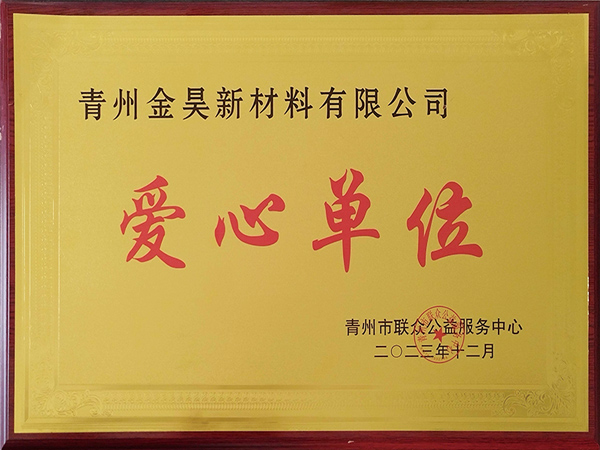 青州金昊新材料有限公司
爱心单位
青州市联众公益服务中心
二〇二三年十二月